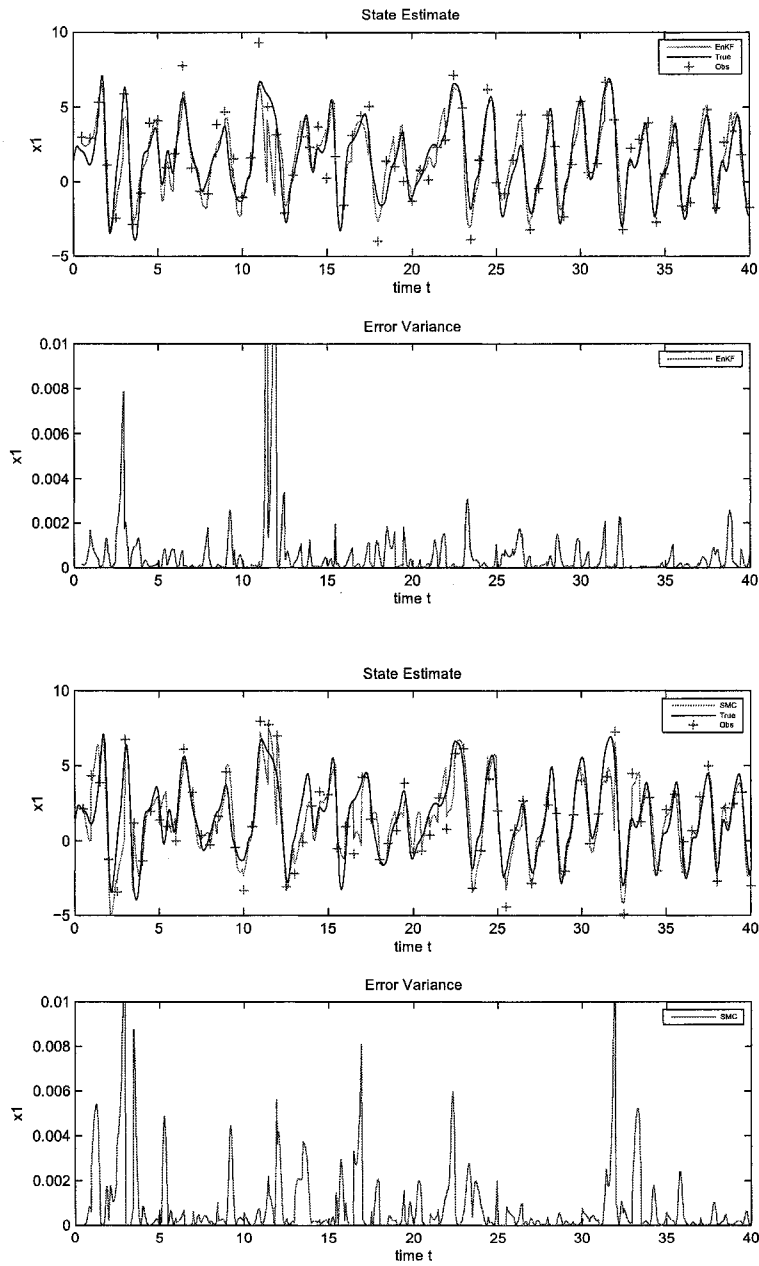 State Estimate
10
5
0
−5
x1
EnKF
True
Obs
0 5 10 15 20 25 30 35 40
time t
Error Variance
0.01
0.008
0.006
0.004
0.002
0
x1
EnKF
0 5 10 15 20 25 30 35 40
time t
State Estimate
10
5
0
−5
x1
SMC
True
Obs
0 5 10 15 20 25 30 35 40
time t
Error Variance
0.01
0.008
0.006
0.004
0.002
0
x1
SMC
0 5 10 15 20 25 30 35 40
time t